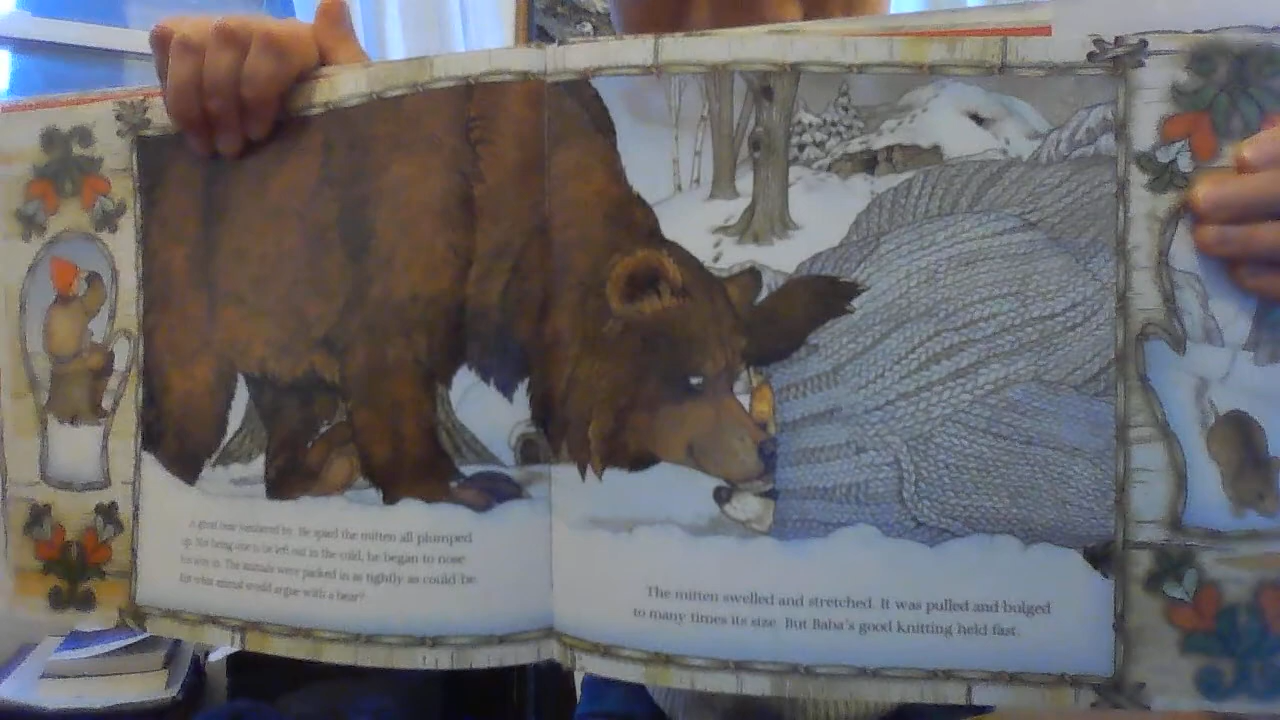 A great bear lumbered by. He spied the mitten all plumped
up. Not being one to be left out in the cold, he began to nose
his way in. The animals were packed in as tightly as could be.
But what animal would argue with a bear?
The mitten swelled and stretched. It was pulled and bulged
to many times its size. But Baba's good knitting held fast.